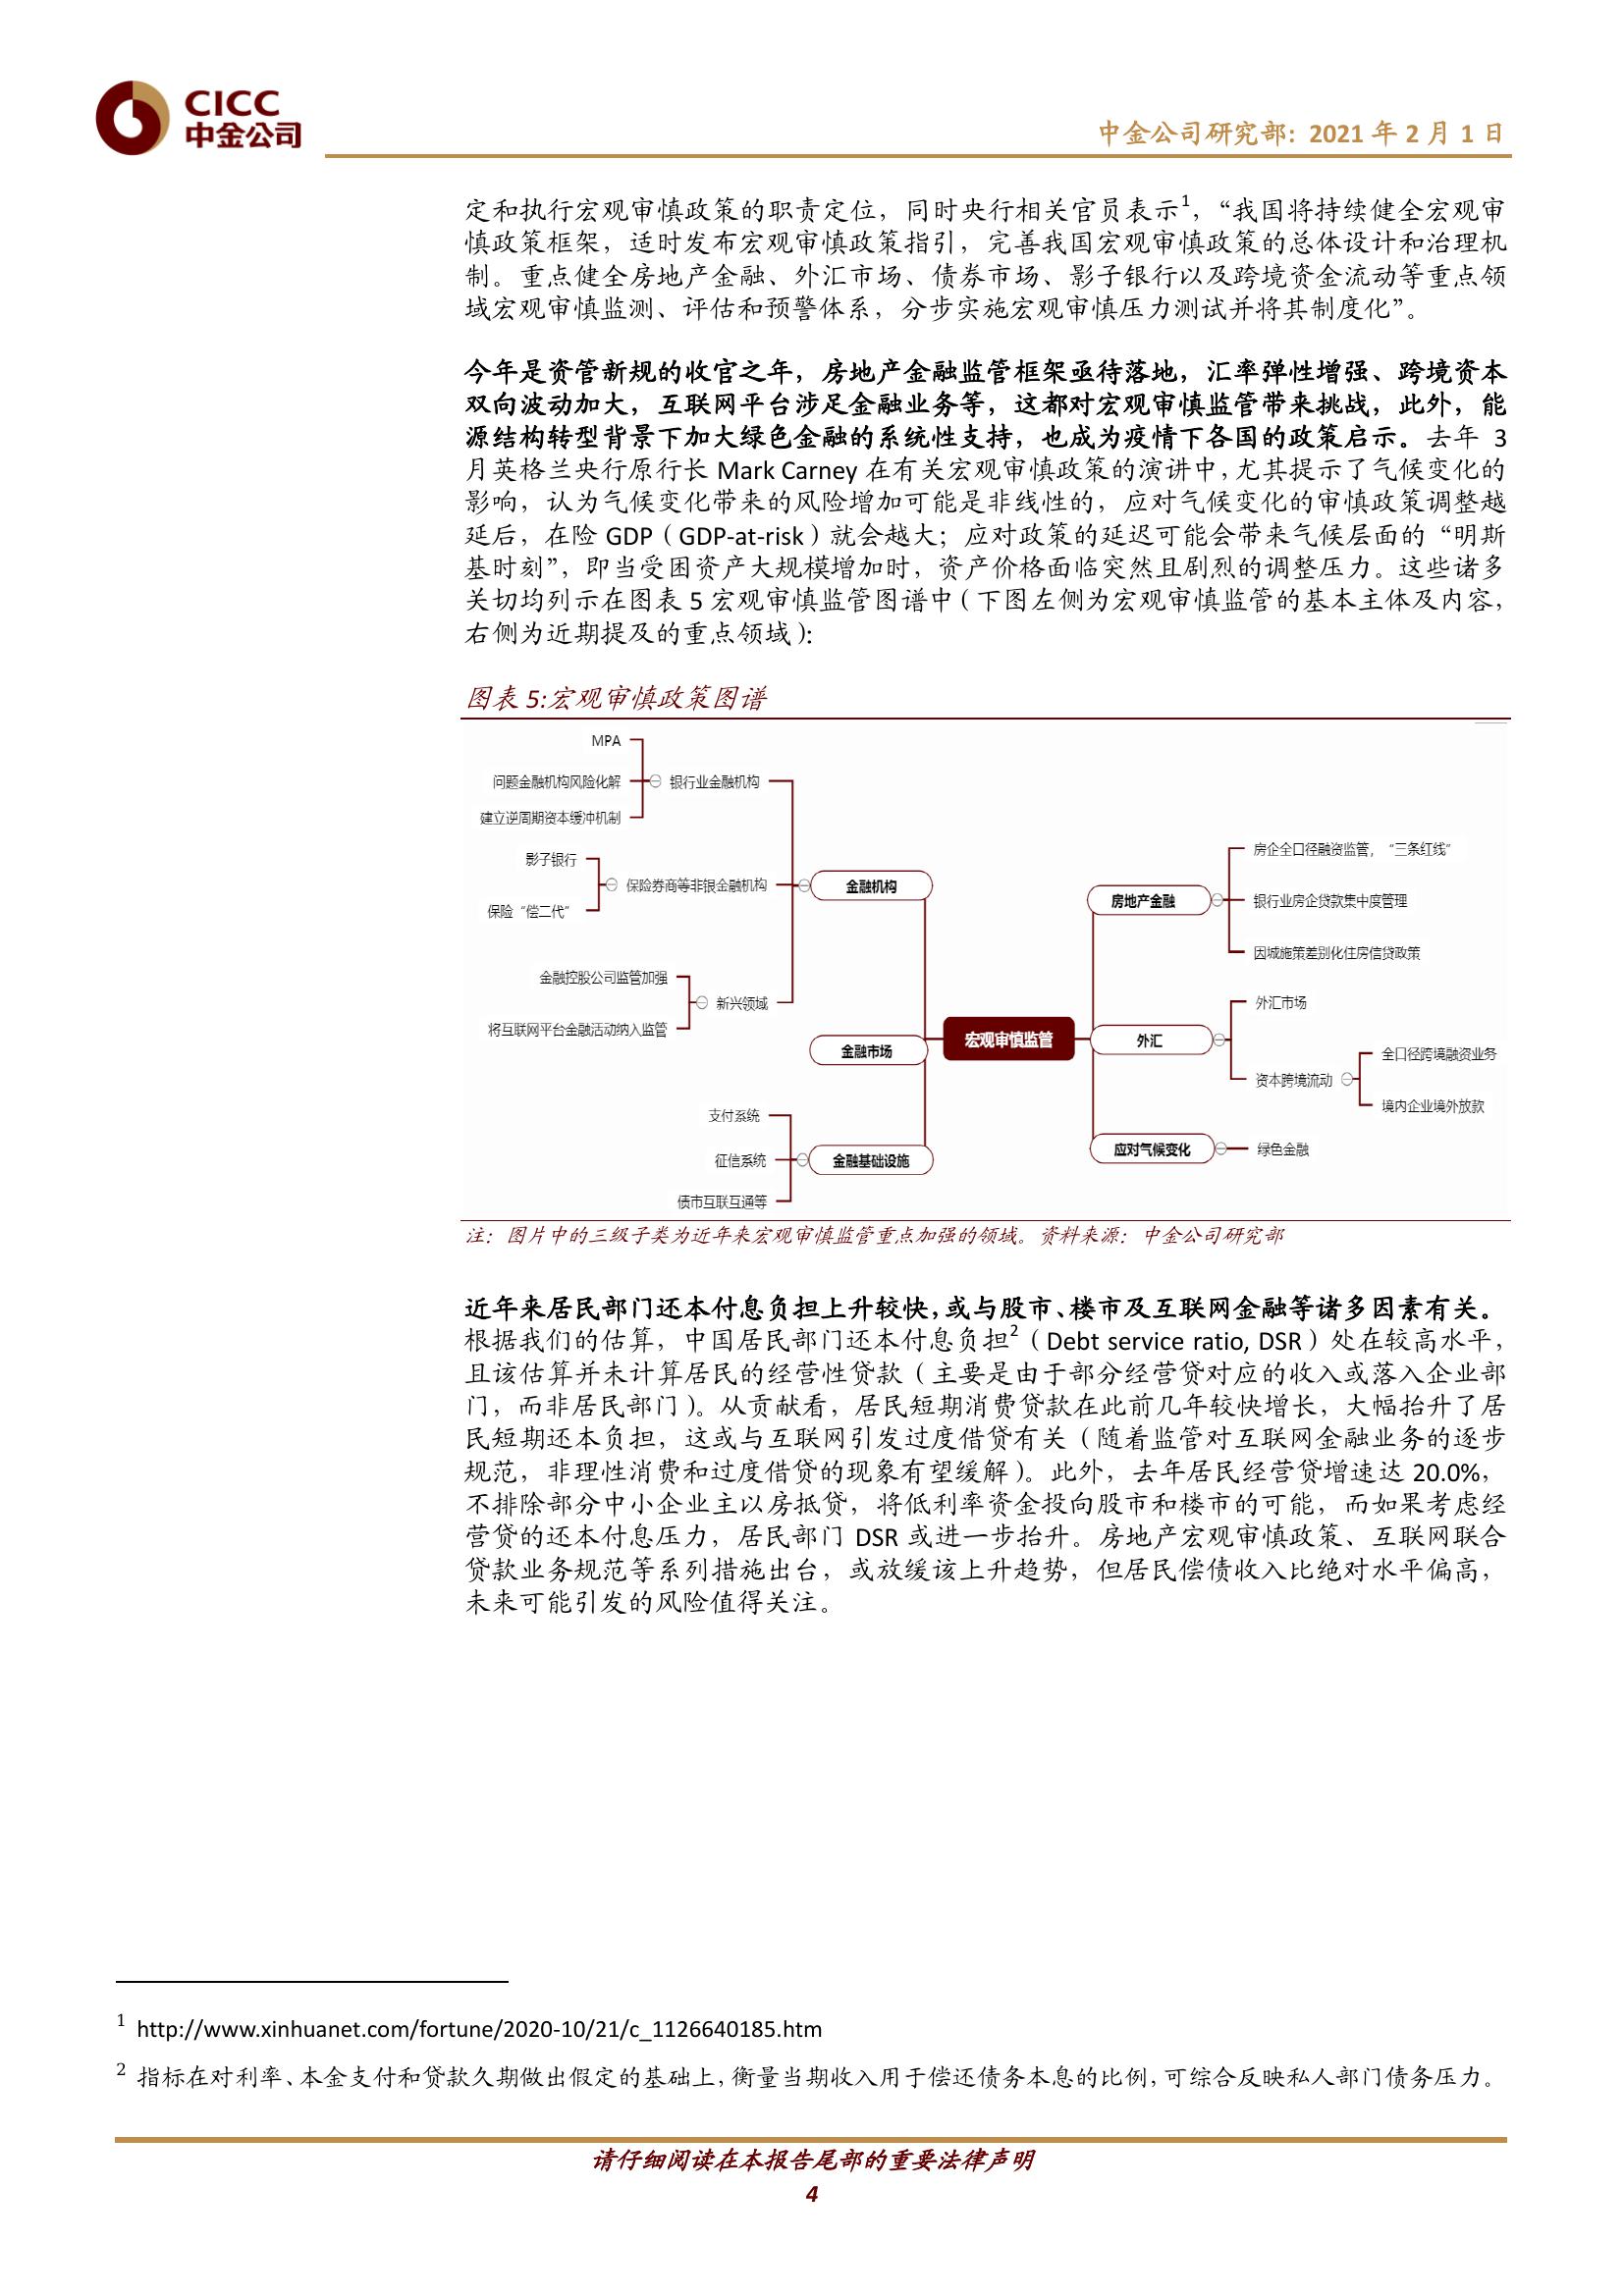 CICC
中金公司
中金公司研究部: 2021 年 2 月 1 日
定和执行宏观审慎政策的职责定位，同时央行相关官员表示1，“我国将持续健全宏观审
慎政策框架，适时发布宏观审慎政策指引，完善我国宏观审慎政策的总体设计和治理机
制。重点健全房地产金融、外汇市场、债券市场、影子银行以及跨境资金流动等重点领
域宏观审慎监测、评估和预警体系，分步实施宏观审慎压力测试并将其制度化”。
今年是资管新规的收官之年，房地产金融监管框架亟待落地，汇率弹性增强、跨境资本
双向波动加大，互联网平台涉足金融业务等，这都对宏观审慎监管带来挑战，此外，能
源结构转型背景下加大绿色金融的系统性支持，也成为疫情下各国的政策启示。去年 3
月英格兰央行原行长 Mark Carney 在有关宏观审慎政策的演讲中，尤其提示了气候变化的
影响，认为气候变化带来的风险增加可能是非线性的，应对气候变化的审慎政策调整越
延后，在险 GDP（GDP-at-risk）就会越大；应对政策的延迟可能会带来气候层面的“明斯
基时刻”，即当受困资产大规模增加时，资产价格面临突然且剧烈的调整压力。这些诸多
关切均列示在图表 5 宏观审慎监管图谱中（下图左侧为宏观审慎监管的基本主体及内容，
右侧为近期提及的重点领域）：
图表 5:宏观审慎政策图谱
MPA
问题金融机构风险化解
建立逆周期资本缓冲机制
银行业金融机构
影子银行
保险“偿二代”
保险券商等非银金融机构
金融控股公司监管加强
将互联网平台金融活动纳入监管
新兴领域
金融机构
金融市场
支付系统
征信系统
债市互联互通等
金融基础设施
宏观审慎监管
房地产金融
房企全口径融资监管，“三条红线”
银行业房企贷款集中度管理
因城施策差别化住房信贷政策
外汇
外汇市场
资本跨境流动
全口径跨境融资业务
境内企业境外放款
应对气候变化
绿色金融
注：图片中的三级子类为近年来宏观审慎监管重点加强的领域。资料来源：中金公司研究部
近年来居民部门还本付息负担上升较快，或与股市、楼市及互联网金融等诸多因素有关。
根据我们的估算，中国居民部门还本付息负担2（Debt service ratio, DSR）处在较高水平，
且该估算并未计算居民的经营性贷款（主要是由于部分经营贷对应的收入或落入企业部
门，而非居民部门）。从贡献看，居民短期消费贷款在此前几年较快增长，大幅抬升了居
民短期还本负担，这或与互联网引发过度借贷有关（随着监管对互联网金融业务的逐步
规范，非理性消费和过度借贷的现象有望缓解）。此外，去年居民经营贷增速达 20.0%，
不排除部分中小企业主以房抵贷，将低利率资金投向股市和楼市的可能，而如果考虑经
营贷的还本付息压力，居民部门 DSR 或进一步抬升。房地产宏观审慎政策、互联网联合
贷款业务规范等系列措施出台，或放缓该上升趋势，但居民偿债收入比绝对水平偏高，
未来可能引发的风险值得关注。
1 http://www.xinhuanet.com/fortune/2020-10/21/c_1126640185.htm
2 指标在对利率、本金支付和贷款久期做出假定的基础上，衡量当期收入用于偿还债务本息的比例，可综合反映私人部门债务压力。
请仔细阅读在本报告尾部的重要法律声明
4